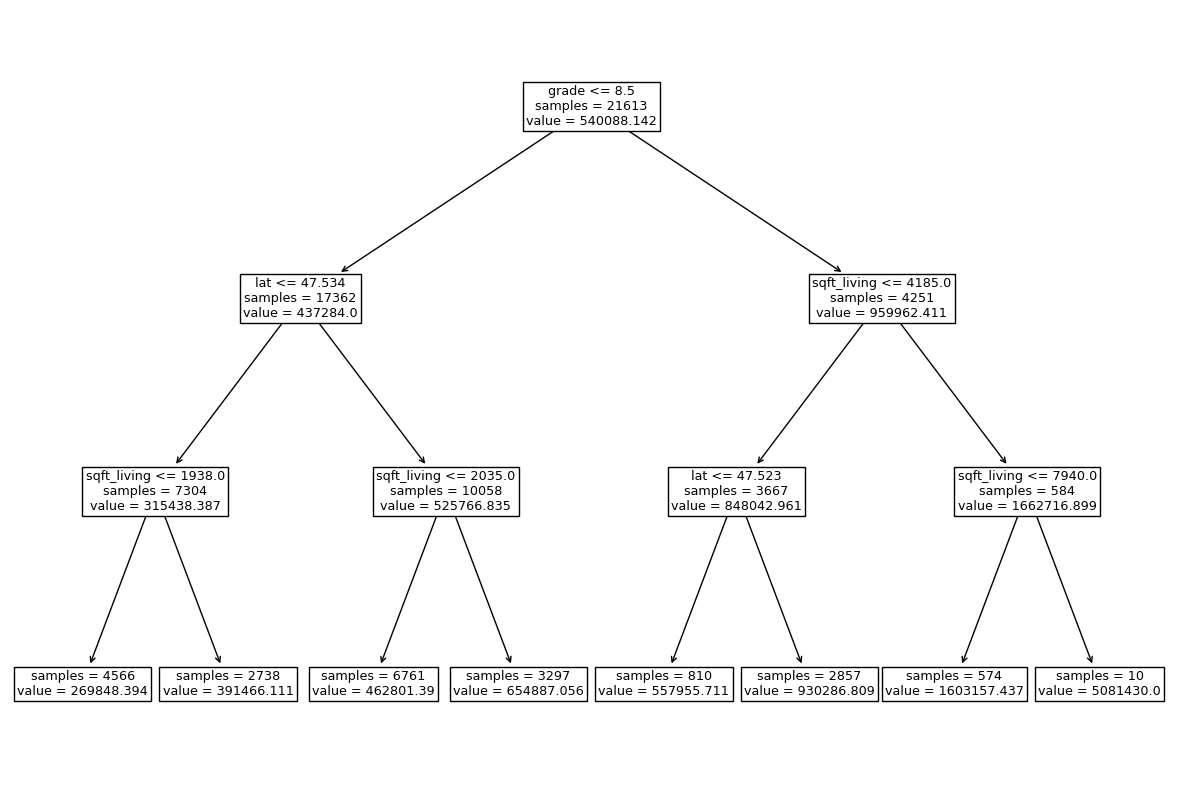 grade <= 8.5
samples = 21613
value = 540088.142
lat <= 47.534
samples = 17362
value = 437284.0
sqft_living <= 4185.0
samples = 4251
value = 959962.411
sqft_living <= 1938.0
samples = 7304
value = 315438.387
sqft_living <= 2035.0
samples = 10058
value = 525766.835
lat <= 47.523
samples = 3667
value = 848042.961
sqft_living <= 7940.0
samples = 584
value = 1662716.899
samples = 4566
value = 269848.394
samples = 2738
value = 391466.111
samples = 6761
value = 462801.39
samples = 3297
value = 654887.056
samples = 810
value = 557955.711
samples = 2857
value = 930286.809
samples = 574
value = 1603157.437
samples = 10
value = 5081430.0